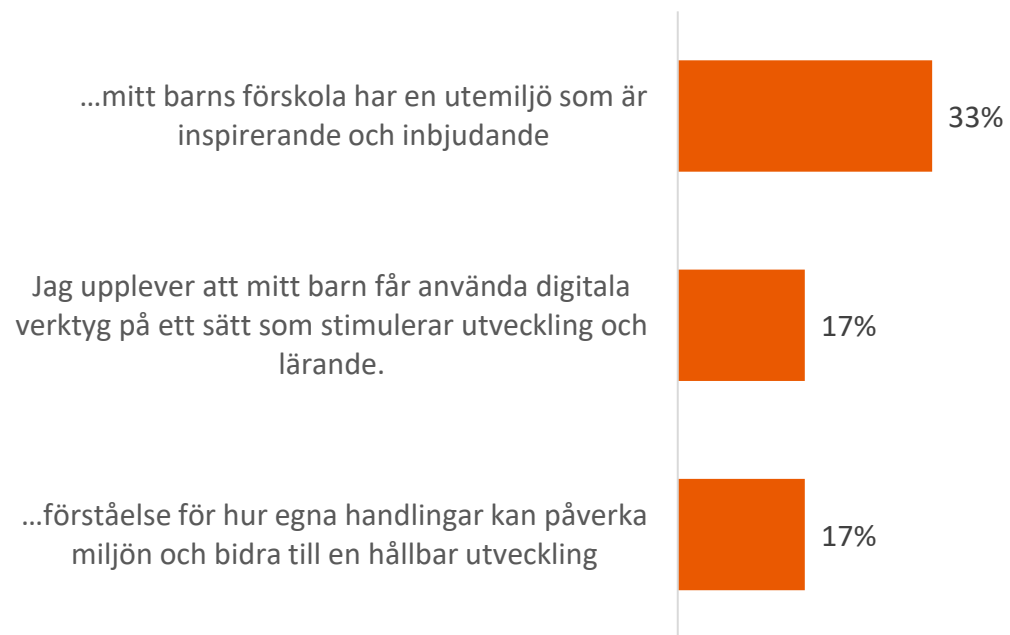 ...mitt barns förskola har en utemiljö som är
inspirerande och inbjudande
33%
Jag upplever att mitt barn får använda digitala
verktyg på ett sätt som stimulerar utveckling och
lärande.
17%
...förståelse för hur egna handlingar kan påverka
miljön och bidra till en hållbar utveckling
17%